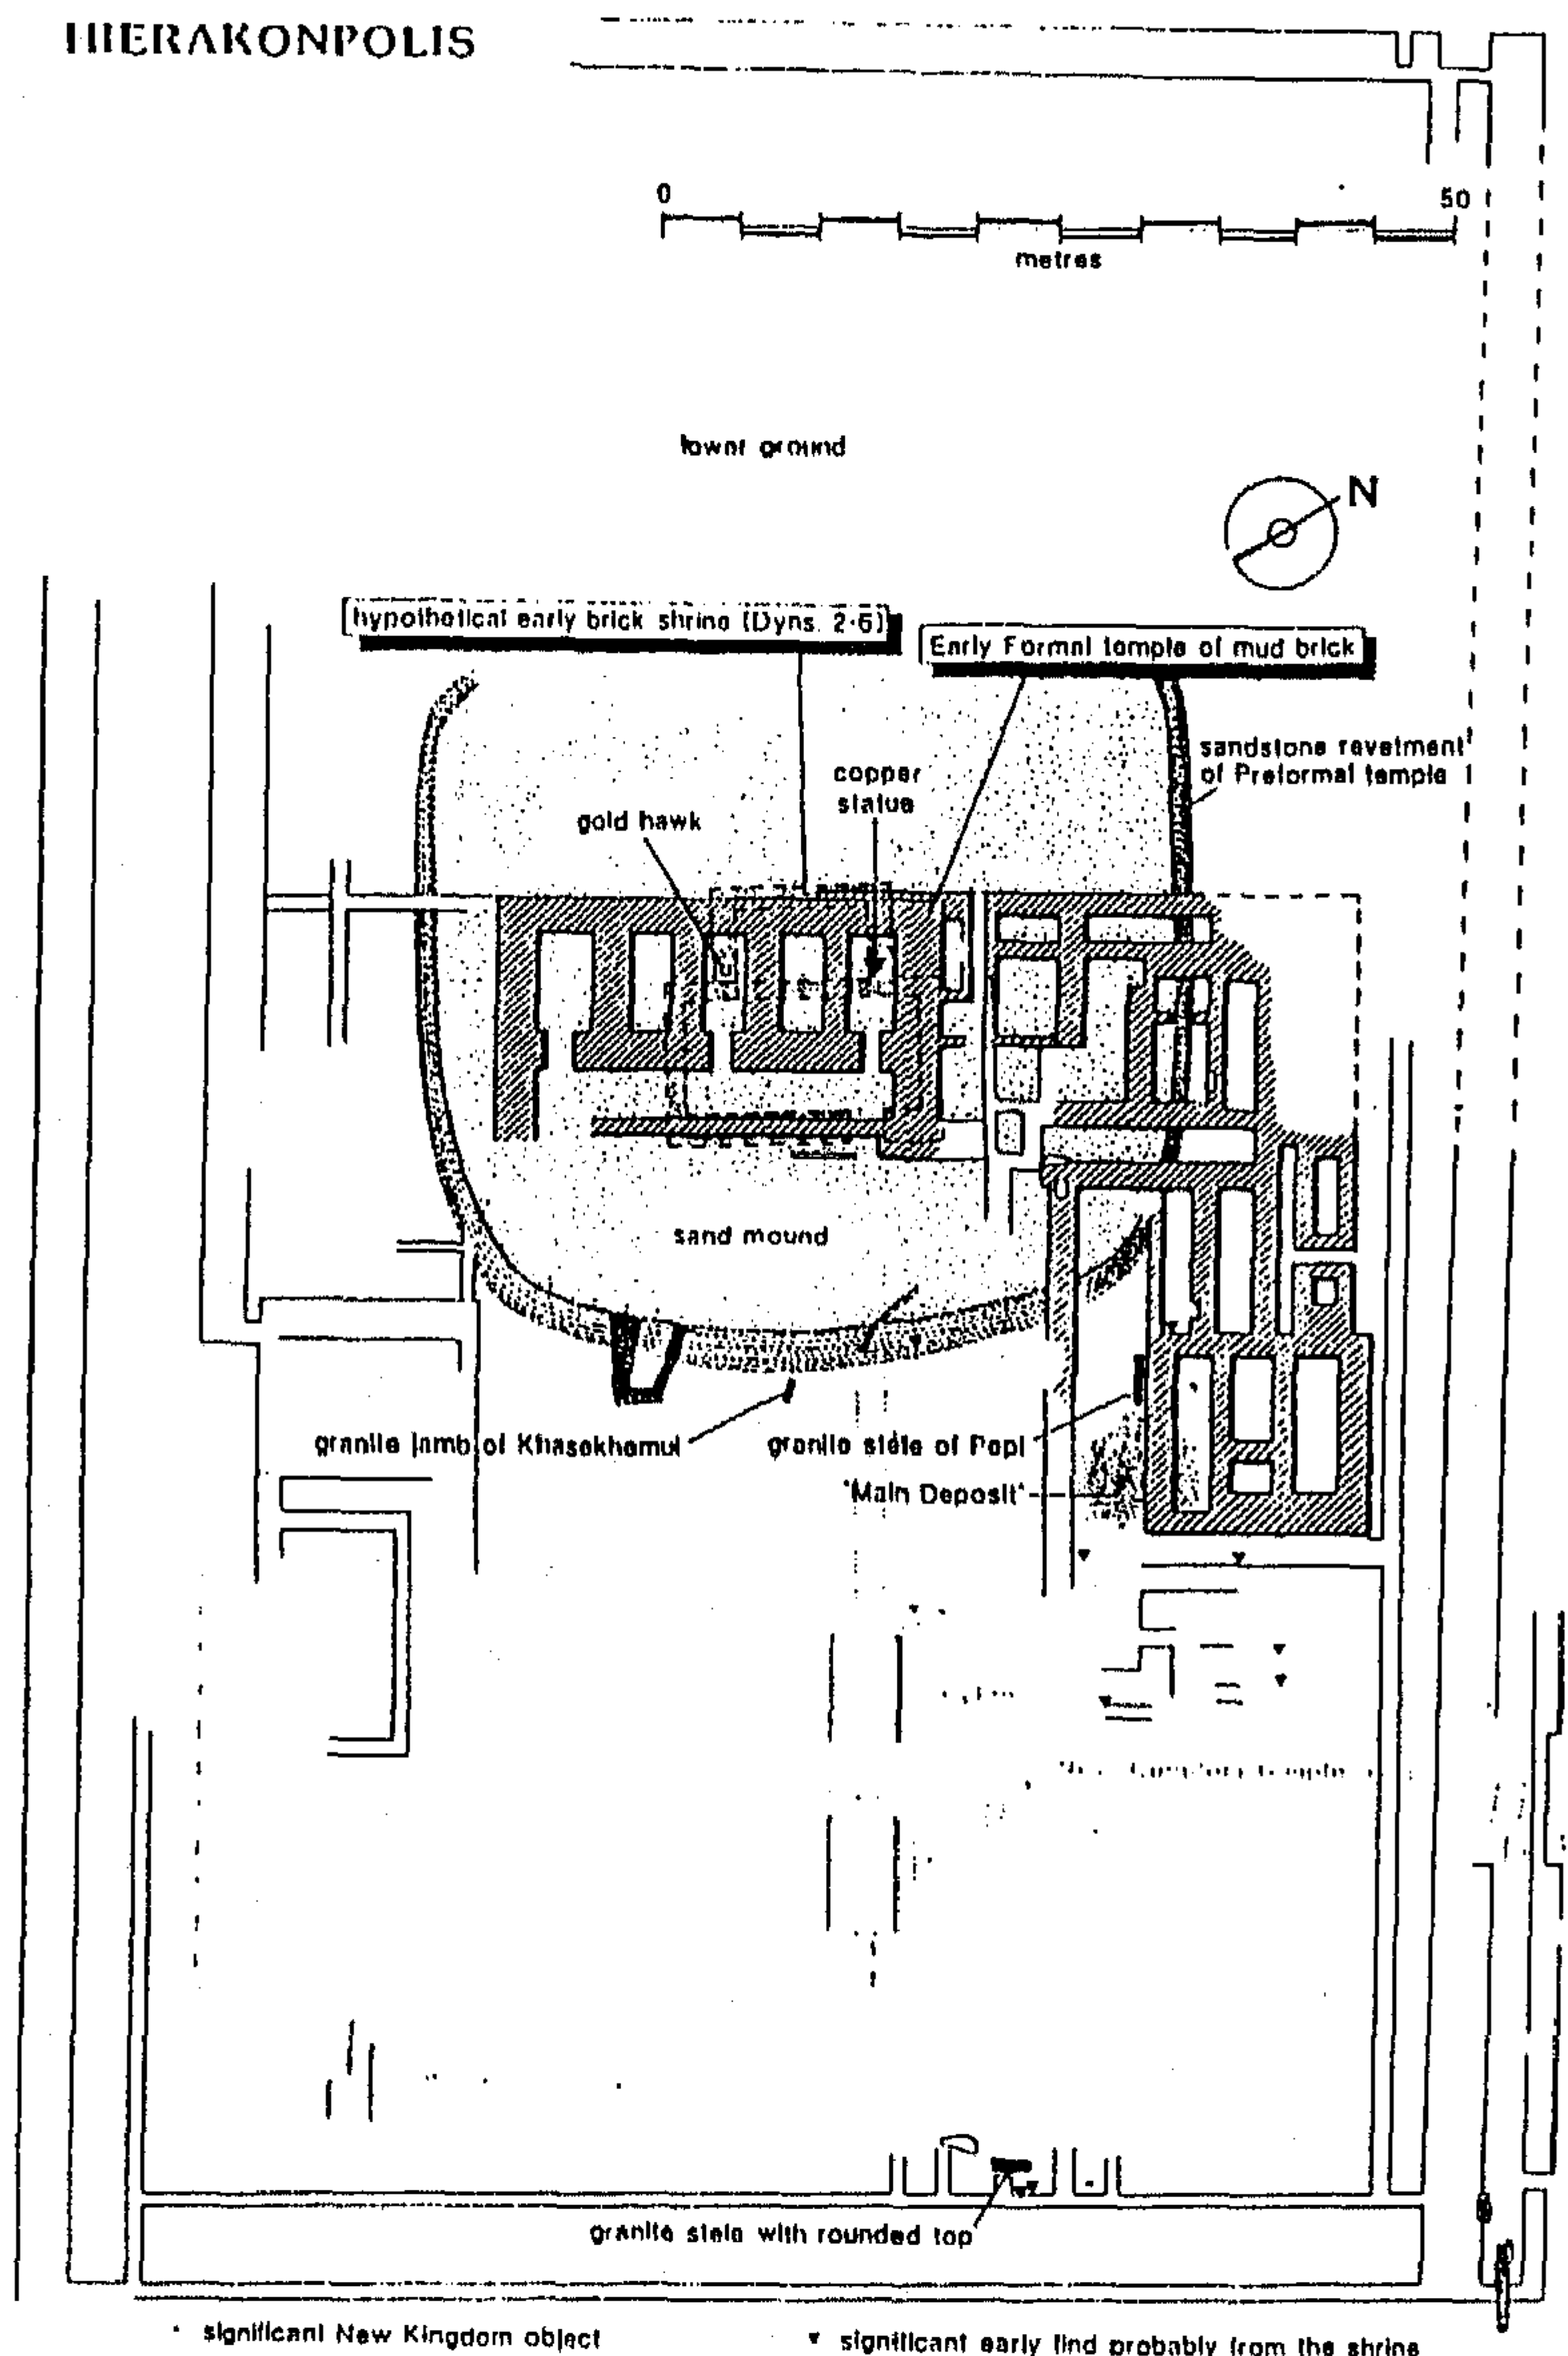 HIERAKONPOLIS
0 50
metres
lower ground
N
hypothetical early brick shrine (Dyns. 2-6)
Early Formal temple of mud brick
sandstone revetment
of Preformal temple
copper
statue
gold hawk
sand mound
granite jamb of Khasekhemui
granite stele of Pepi
'Main Deposit'
temple
granite stela with rounded top
significant New Kingdom object
significant early find probably from the shrine